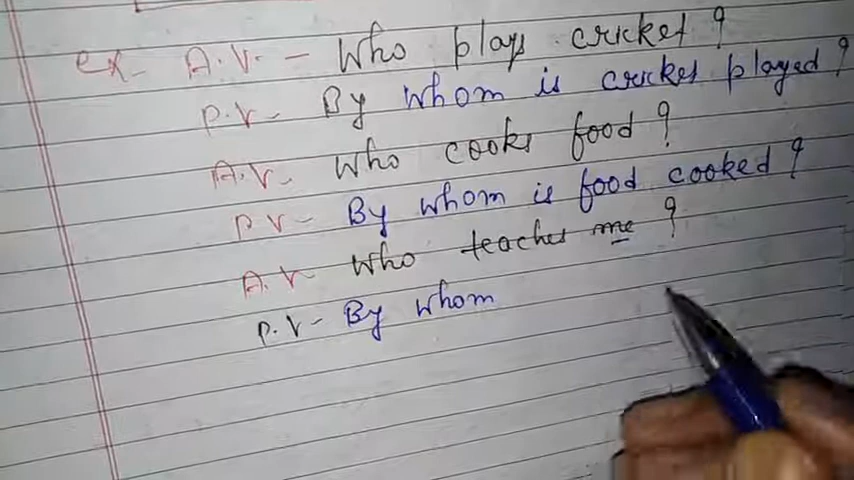 ex- A.V. - Who plays cricket ?
P.V - By whom is cricket played ?
A.V- Who cooks food ?
P V - By whom is food cooked ?
A.V- Who teaches me ?
P.V - By whom